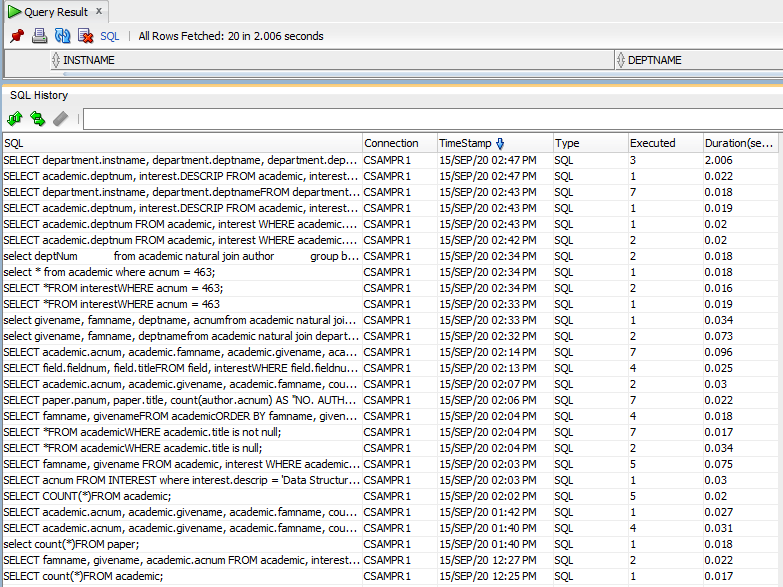 Query Result x
SQL | All Rows Fetched: 20 in 2.006 seconds
INSTNAME DEPTNAME
SQL History
SQL Connection TimeStamp Type Executed Duration(se...
SELECT department.instname, department.deptname, department.dep... CSAMPR1 15/SEP/20 02:47 PM SQL 3 2.006
SELECT academic.deptnum, interest.DESCRIP FROM academic, interest... CSAMPR1 15/SEP/20 02:47 PM SQL 1 0.022
SELECT department.instname, department.deptnameFROM department... CSAMPR1 15/SEP/20 02:43 PM SQL 7 0.018
SELECT academic.deptnum, interest.DESCRIP FROM academic, interest... CSAMPR1 15/SEP/20 02:43 PM SQL 1 0.019
SELECT academic.deptnum FROM academic, interest WHERE academic.... CSAMPR1 15/SEP/20 02:43 PM SQL 1 0.02
SELECT academic.deptnum FROM academic, interest WHERE academic.... CSAMPR1 15/SEP/20 02:42 PM SQL 2 0.02
select deptNum from academic natural join author group b... CSAMPR1 15/SEP/20 02:34 PM SQL 2 0.018
select * from academic where acnum = 463; CSAMPR1 15/SEP/20 02:34 PM SQL 1 0.018
SELECT *FROM interestWHERE acnum = 463; CSAMPR1 15/SEP/20 02:34 PM SQL 2 0.016
SELECT *FROM interestWHERE acnum = 463 CSAMPR1 15/SEP/20 02:33 PM SQL 1 0.019
select givename, famname, deptname, acnumfrom academic natural joi... CSAMPR1 15/SEP/20 02:33 PM SQL 1 0.034
select givename, famname, deptnamefrom academic natural join depart... CSAMPR1 15/SEP/20 02:32 PM SQL 2 0.073
SELECT academic.acnum, academic.famname, academic.givename, aca... CSAMPR1 15/SEP/20 02:14 PM SQL 7 0.096
SELECT field.fieldnum, field.titleFROM field, interestWHERE field.fieldnu... CSAMPR1 15/SEP/20 02:13 PM SQL 4 0.025
SELECT academic.acnum, academic.givename, academic.famname, cou... CSAMPR1 15/SEP/20 02:07 PM SQL 2 0.03
SELECT paper.panum, paper.title, count(author.acnum) AS "NO. AUTH... CSAMPR1 15/SEP/20 02:06 PM SQL 7 0.022
SELECT famname, givenameFROM academicORDER BY famname, given... CSAMPR1 15/SEP/20 02:04 PM SQL 4 0.018
SELECT *FROM academicWHERE academic.title is not null; CSAMPR1 15/SEP/20 02:04 PM SQL 7 0.017
SELECT *FROM academicWHERE academic.title is null; CSAMPR1 15/SEP/20 02:04 PM SQL 2 0.034
SELECT famname, givename FROM academic, interest WHERE academic... CSAMPR1 15/SEP/20 02:03 PM SQL 5 0.075
SELECT acnum FROM INTEREST where interest.descrip = 'Data Structur... CSAMPR1 15/SEP/20 02:03 PM SQL 1 0.03
SELECT COUNT(*)FROM academic; CSAMPR1 15/SEP/20 02:02 PM SQL 5 0.02
SELECT academic.acnum, academic.givename, academic.famname, cou... CSAMPR1 15/SEP/20 01:42 PM SQL 1 0.027
SELECT academic.acnum, academic.givename, academic.famname, cou... CSAMPR1 15/SEP/20 01:40 PM SQL 4 0.031
select count(*)FROM paper; CSAMPR1 15/SEP/20 01:40 PM SQL 1 0.018
SELECT famname, givename, academic.acnum FROM academic, interest... CSAMPR1 15/SEP/20 12:27 PM SQL 2 0.022
SELECT count(*)FROM academic; CSAMPR1 15/SEP/20 12:25 PM SQL 1 0.017